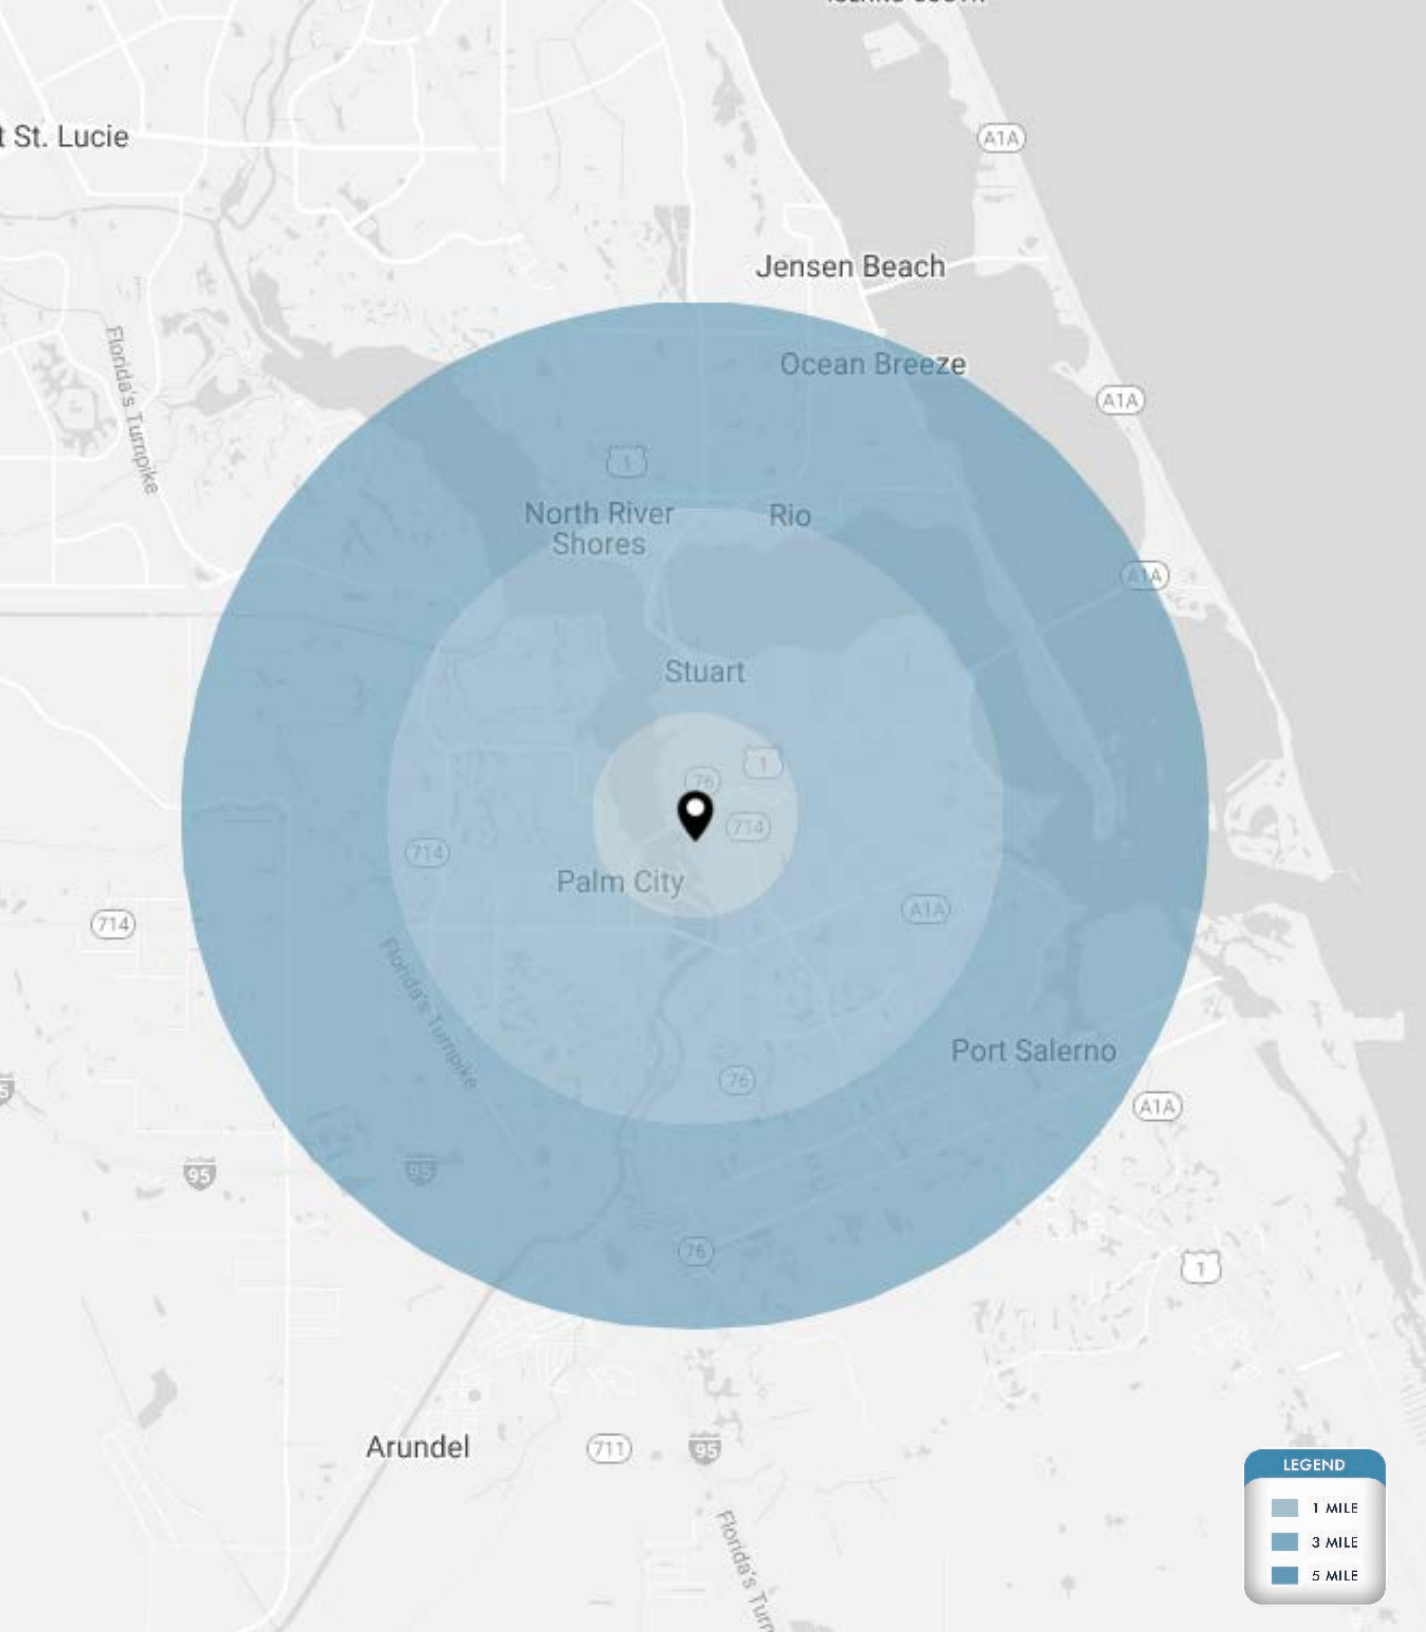 t St. Lucie
A1A
Jensen Beach
Florida's Turnpike
Ocean Breeze
A1A
1
North River
Shores
Rio
A1A
Stuart
1
76
714
714
Palm City
A1A
714
Florida's Turnpike
Port Salerno
76
5
A1A
95
95
76
1
Arundel
711
95
LEGEND
1 MILE
3 MILE
5 MILE
Florida's Turn